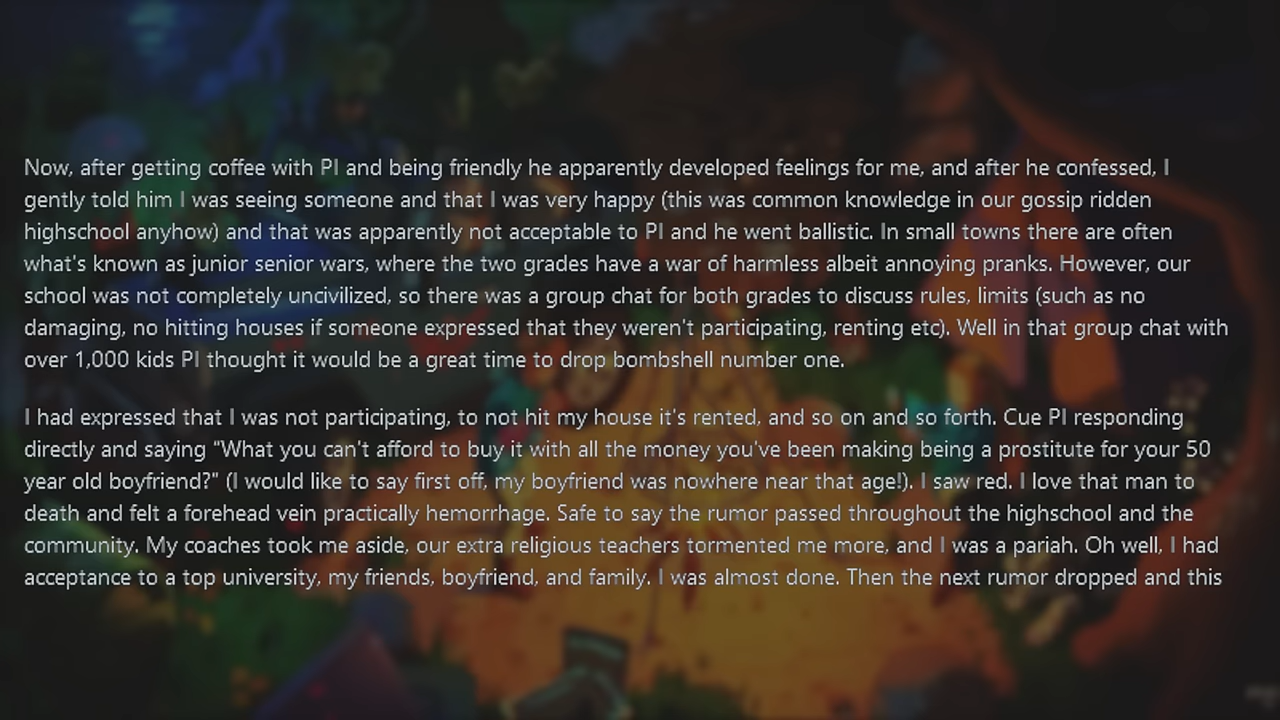 Now, after getting coffee with PI and being friendly he apparently developed feelings for me, and after he confessed, I
gently told him I was seeing someone and that I was very happy (this was common knowledge in our gossip ridden
highschool anyhow) and that was apparently not acceptable to PI and he went ballistic. In small towns there are often
what's known as junior senior wars, where the two grades have a war of harmless albeit annoying pranks. However, our
school was not completely uncivilized, so there was a group chat for both grades to discuss rules, limits (such as no
damaging, no hitting houses if someone expressed that they weren't participating, renting etc). Well in that group chat with
over 1,000 kids PI thought it would be a great time to drop bombshell number one.
I had expressed that I was not participating, to not hit my house it's rented, and so on and so forth. Cue PI responding
directly and saying "What you can't afford to buy it with all the money you've been making being a prostitute for your 50
year old boyfriend?" (I would like to say first off, my boyfriend was nowhere near that age!). I saw red. I love that man to
death and felt a forehead vein practically hemorrhage. Safe to say the rumor passed throughout the highschool and the
community. My coaches took me aside, our extra religious teachers tormented me more, and I was a pariah. Oh well, I had
acceptance to a top university, my friends, boyfriend, and family. I was almost done. Then the next rumor dropped and this